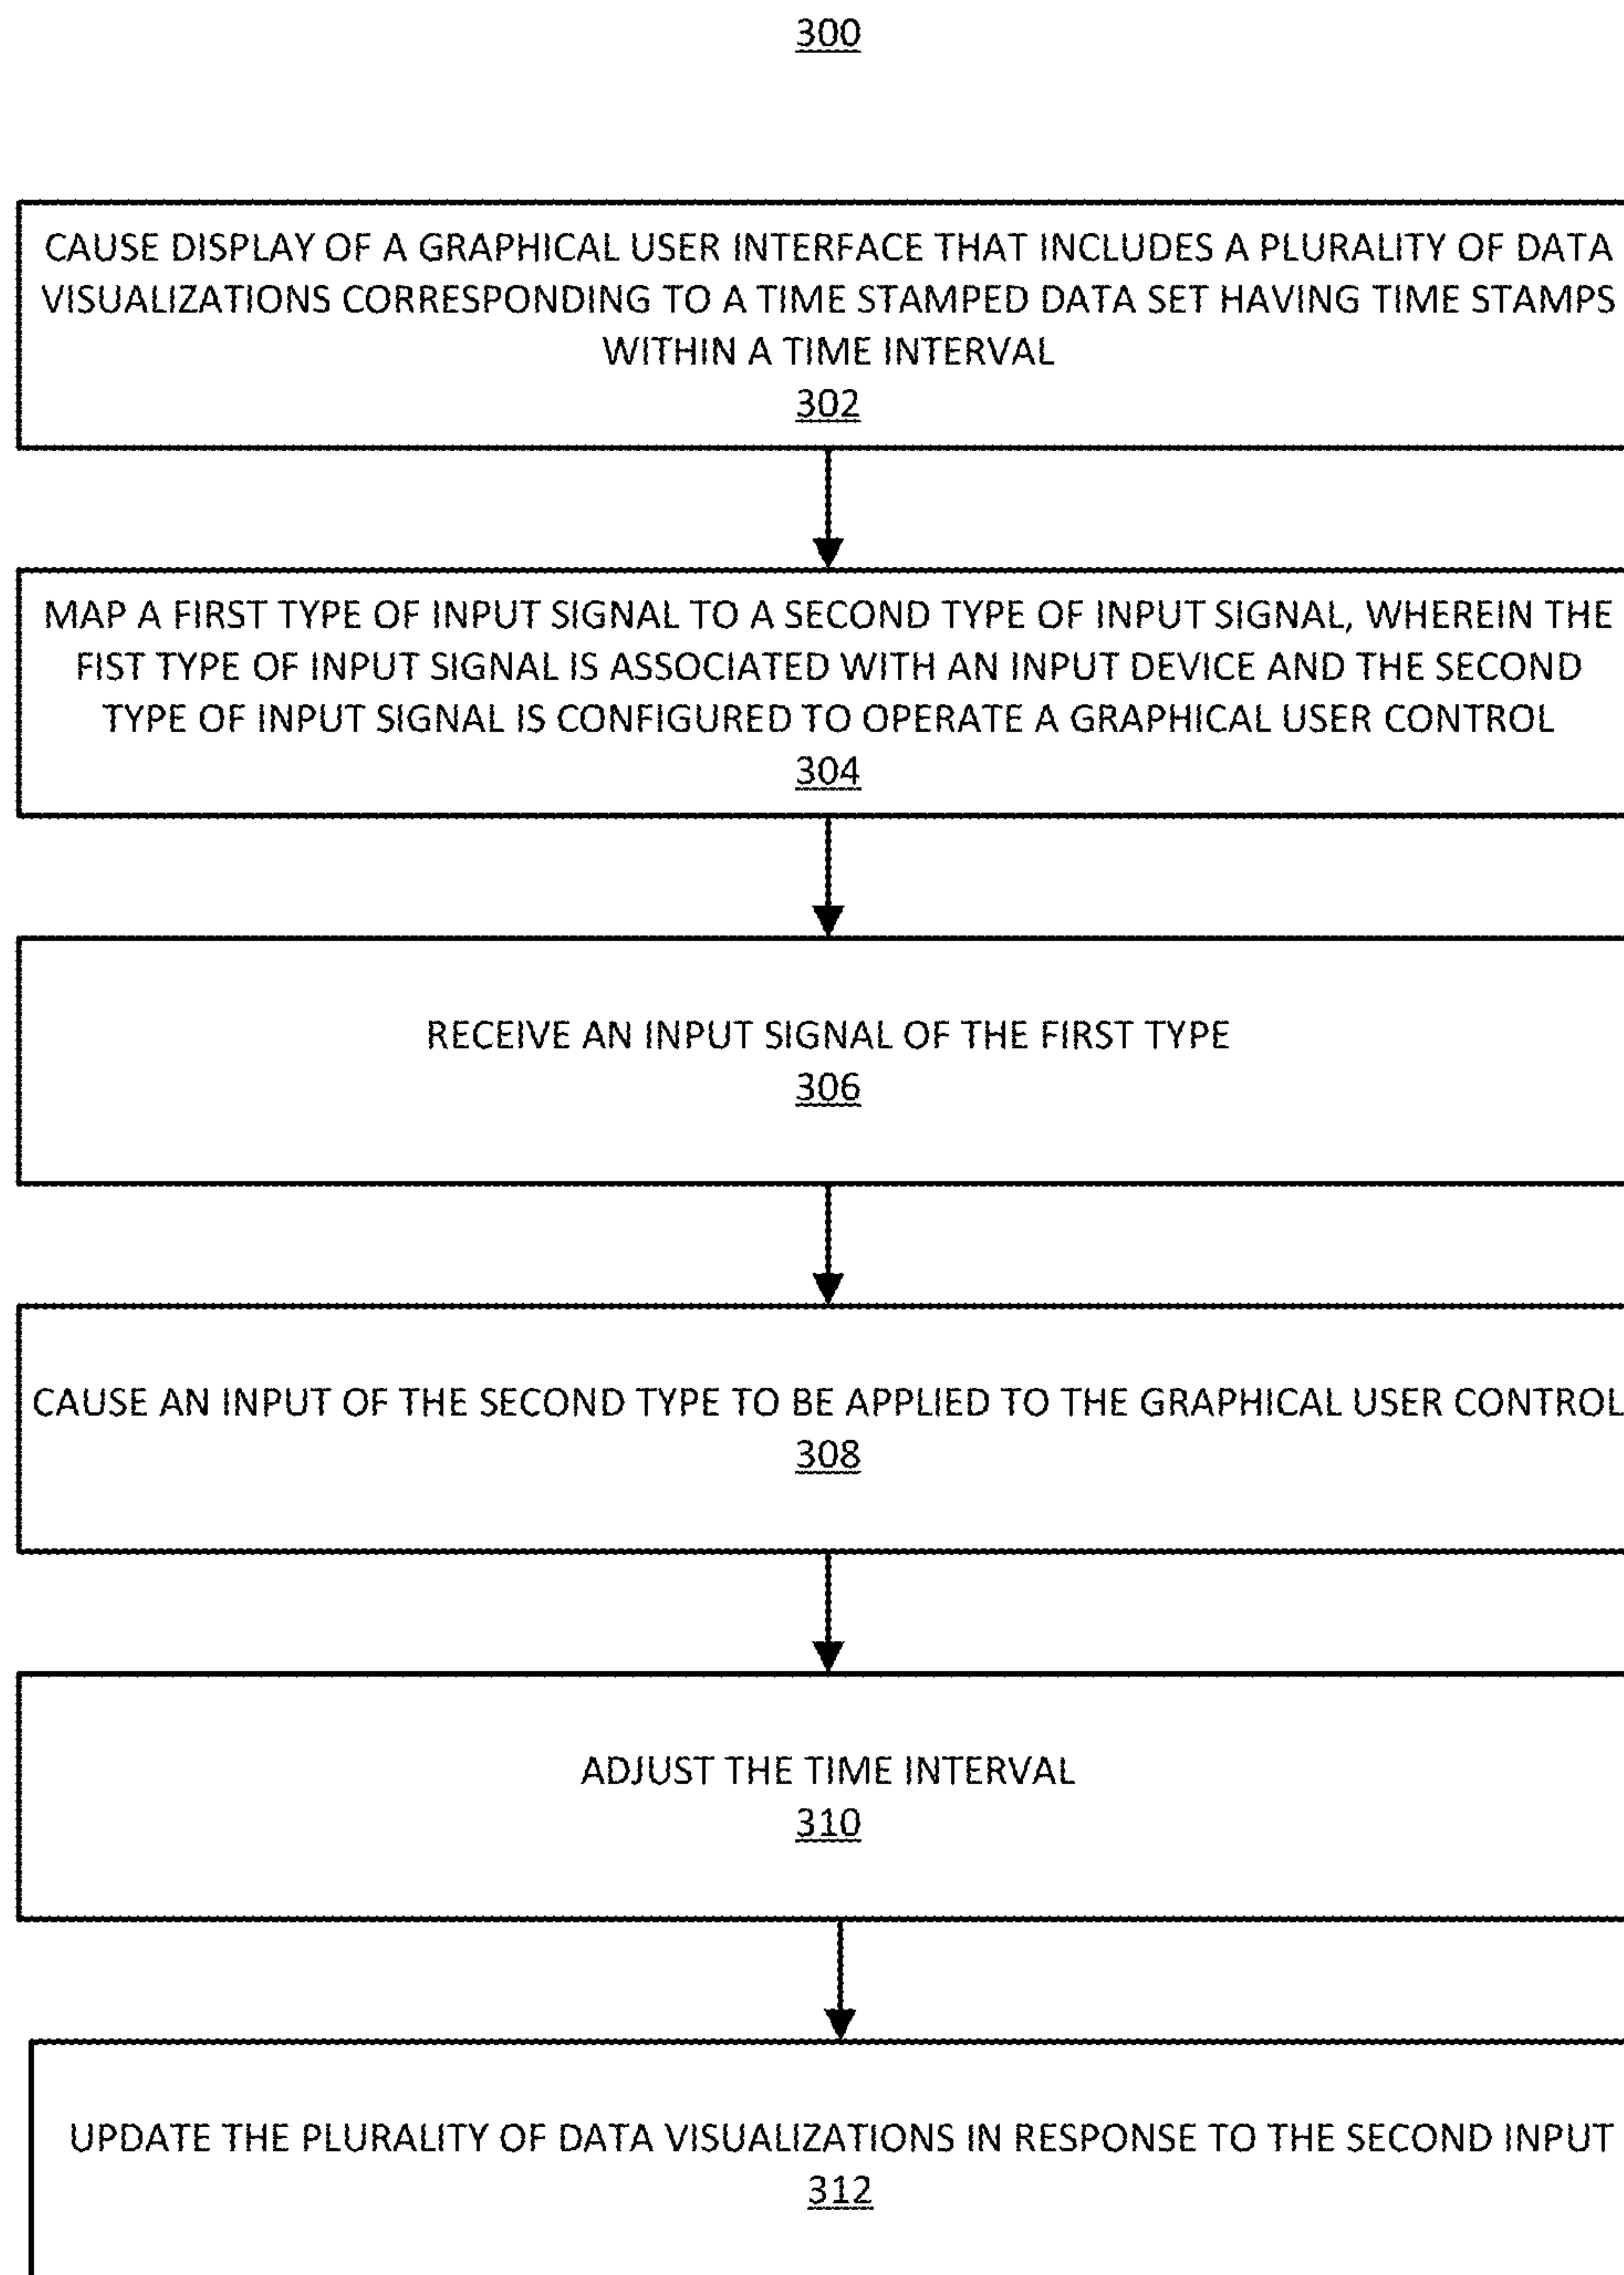 300
CAUSE DISPLAY OF A GRAPHICAL USER INTERFACE THAT INCLUDES A PLURALITY OF DATA
VISUALIZATIONS CORRESPONDING TO A TIME STAMPED DATA SET HAVING TIME STAMPS
WITHIN A TIME INTERVAL
302
MAP A FIRST TYPE OF INPUT SIGNAL TO A SECOND TYPE OF INPUT SIGNAL, WHEREIN THE
FIST TYPE OF INPUT SIGNAL IS ASSOCIATED WITH AN INPUT DEVICE AND THE SECOND
TYPE OF INPUT SIGNAL IS CONFIGURED TO OPERATE A GRAPHICAL USER CONTROL
304
RECEIVE AN INPUT SIGNAL OF THE FIRST TYPE
306
CAUSE AN INPUT OF THE SECOND TYPE TO BE APPLIED TO THE GRAPHICAL USER CONTROL
308
ADJUST THE TIME INTERVAL
310
UPDATE THE PLURALITY OF DATA VISUALIZATIONS IN RESPONSE TO THE SECOND INPUT
312